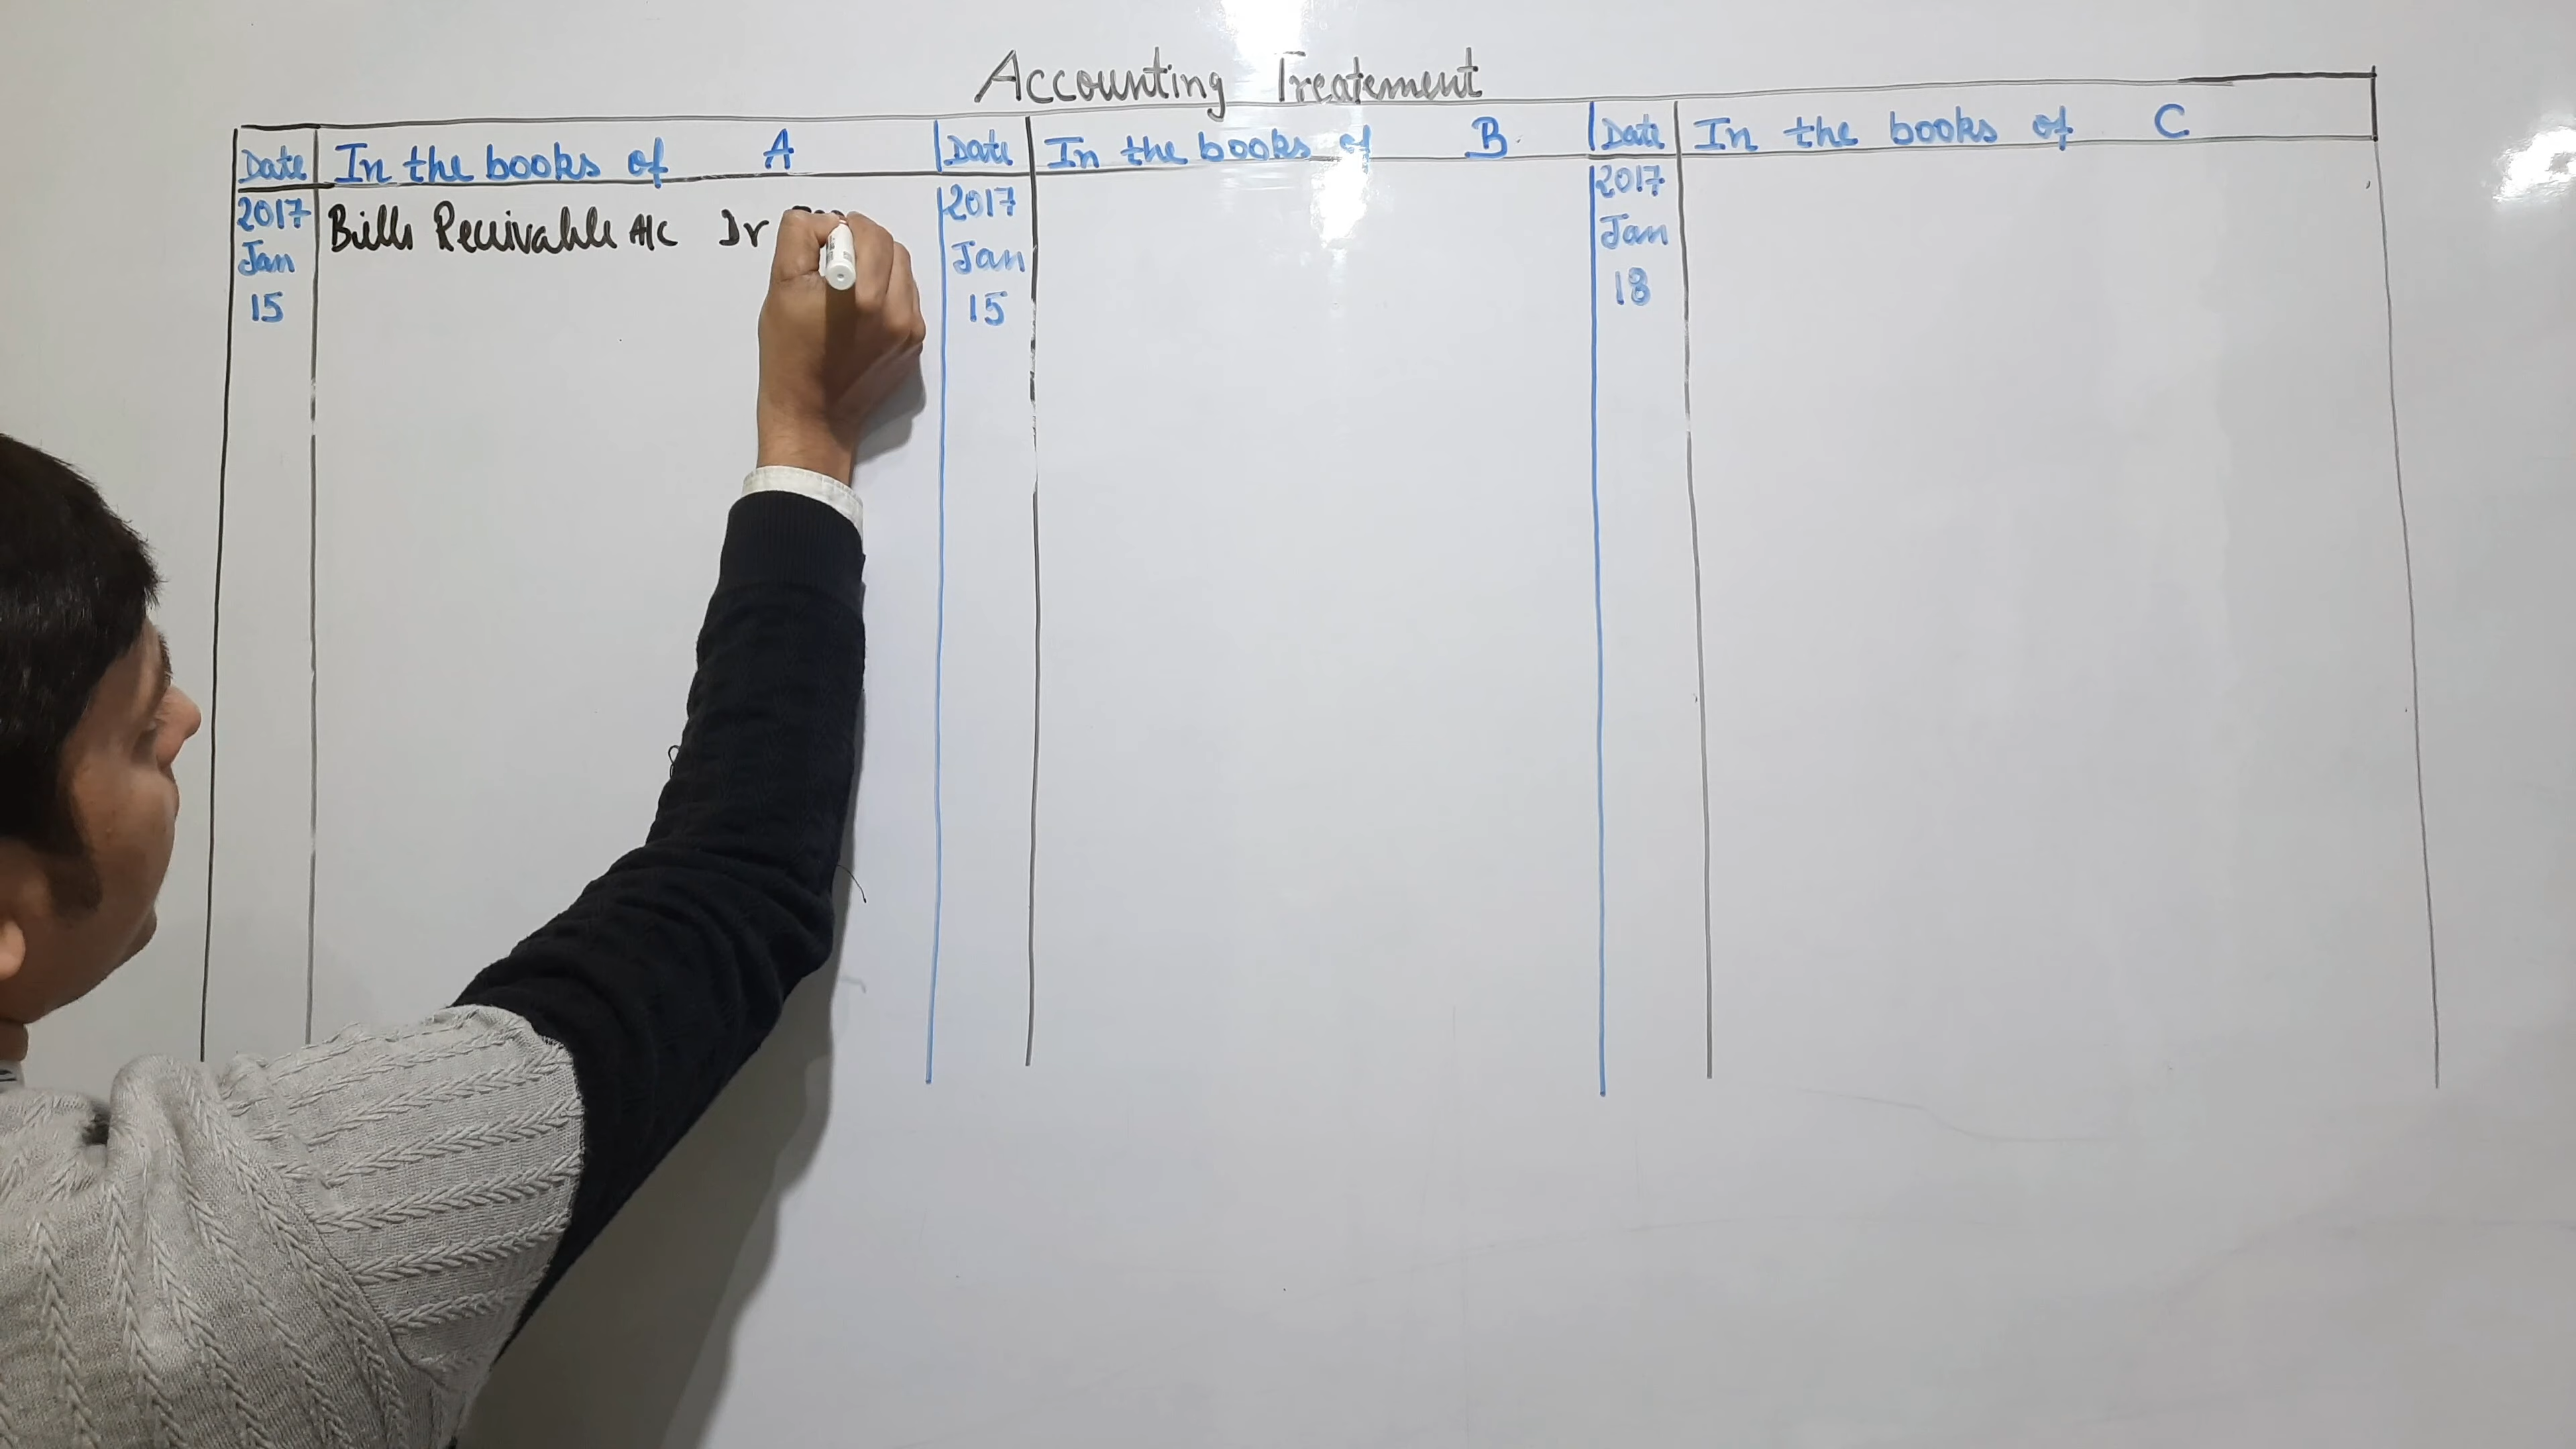 Accounting Treatement
Date In the books of A Date In the books of B Date In the books of C
2017 Bills Receivable A/C Dr 2017 2017
Jan Jan Jan
15 15 18